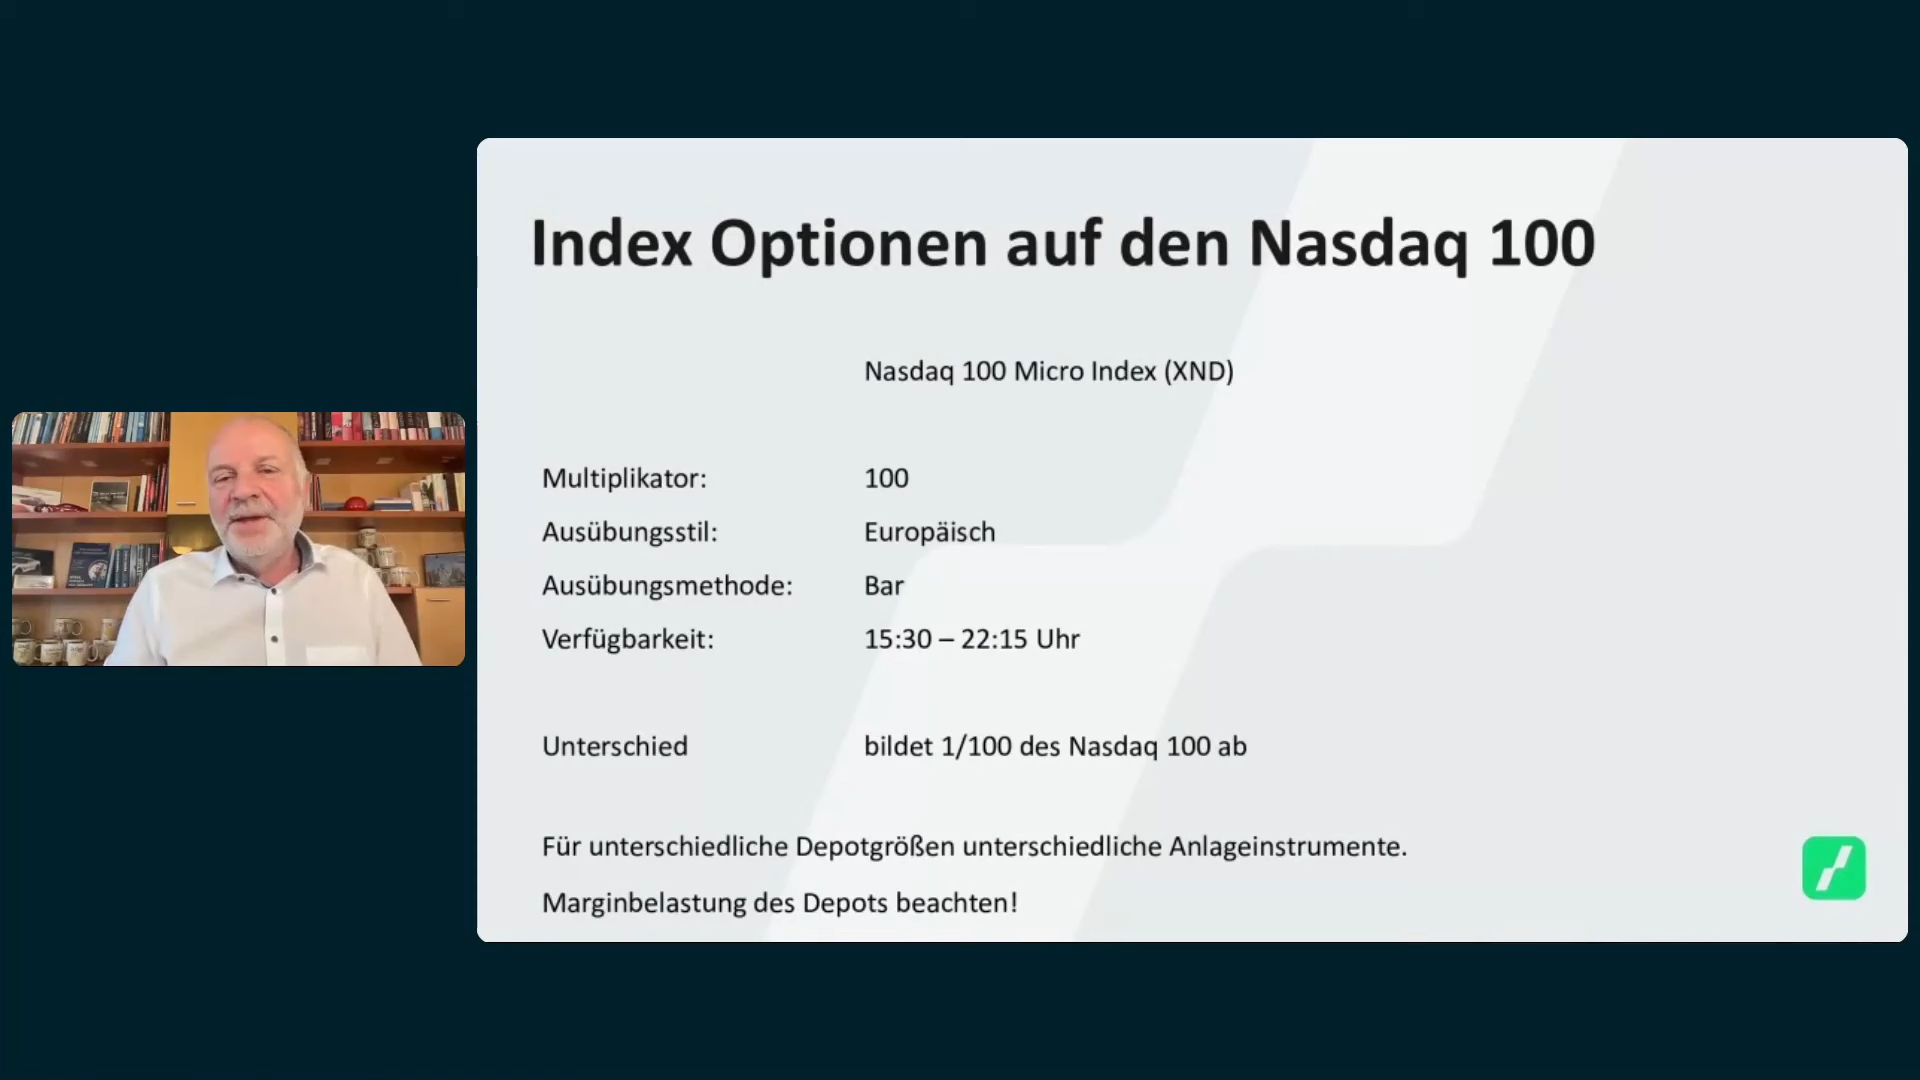 Index Optionen auf den Nasdaq 100
Nasdaq 100 Micro Index (XND)
Multiplikator: 100
Ausübungsstil: Europäisch
Ausübungsmethode: Bar
Verfügbarkeit: 15:30 – 22:15 Uhr
Unterschied bildet 1/100 des Nasdaq 100 ab
Für unterschiedliche Depotgrößen unterschiedliche Anlageinstrumente.
Marginbelastung des Depots beachten!